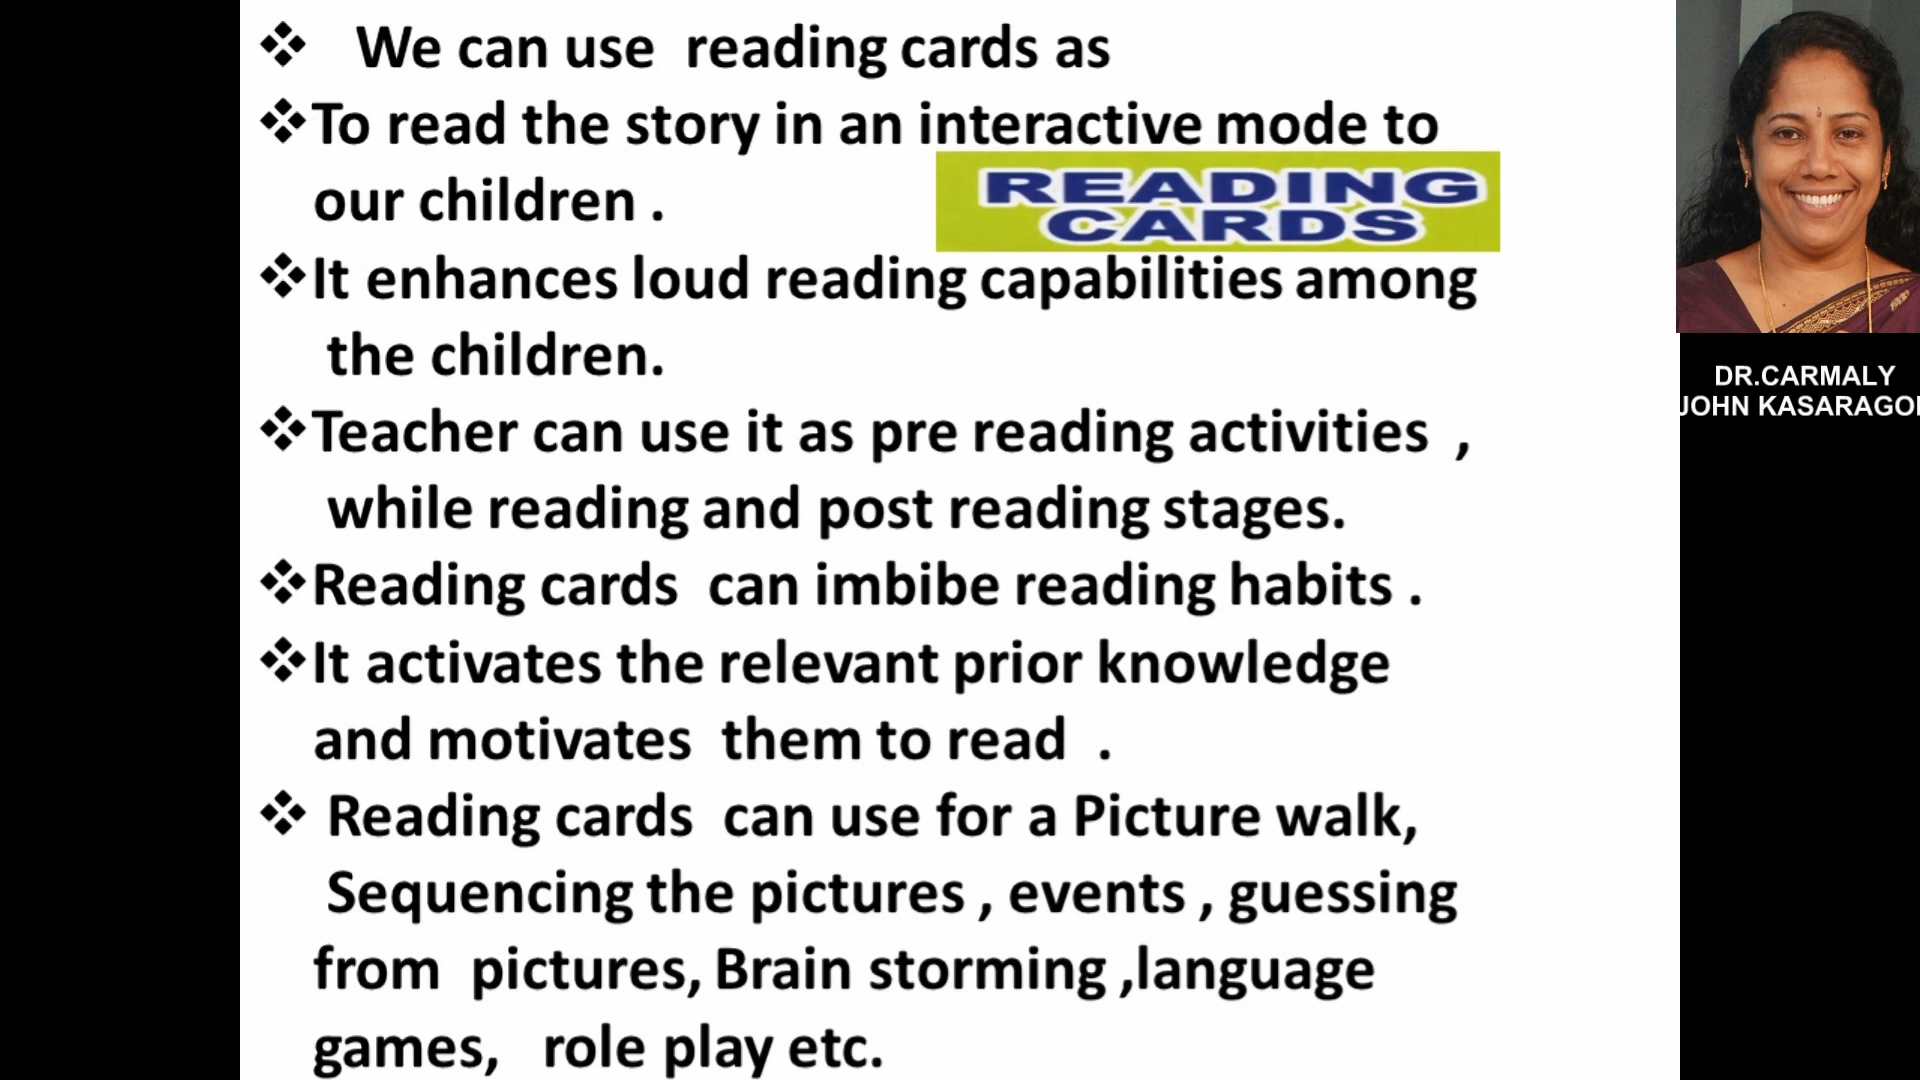 ❖ We can use reading cards as
❖To read the story in an interactive mode to
our children .
READING
CARDS
❖It enhances loud reading capabilities among
the children.
❖Teacher can use it as pre reading activities ,
while reading and post reading stages.
❖Reading cards can imbibe reading habits .
❖It activates the relevant prior knowledge
and motivates them to read .
❖ Reading cards can use for a Picture walk,
Sequencing the pictures , events , guessing
from pictures, Brain storming ,language
games, role play etc.
DR.CARMALY
JOHN KASARAGO